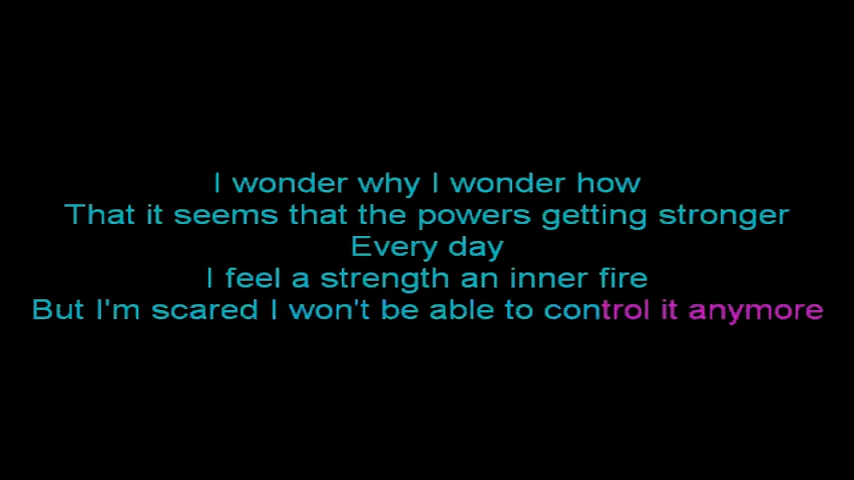 I wonder why I wonder how
That it seems that the powers getting stronger
Every day
I feel a strength an inner fire
But I'm scared I won't be able to control it anymore